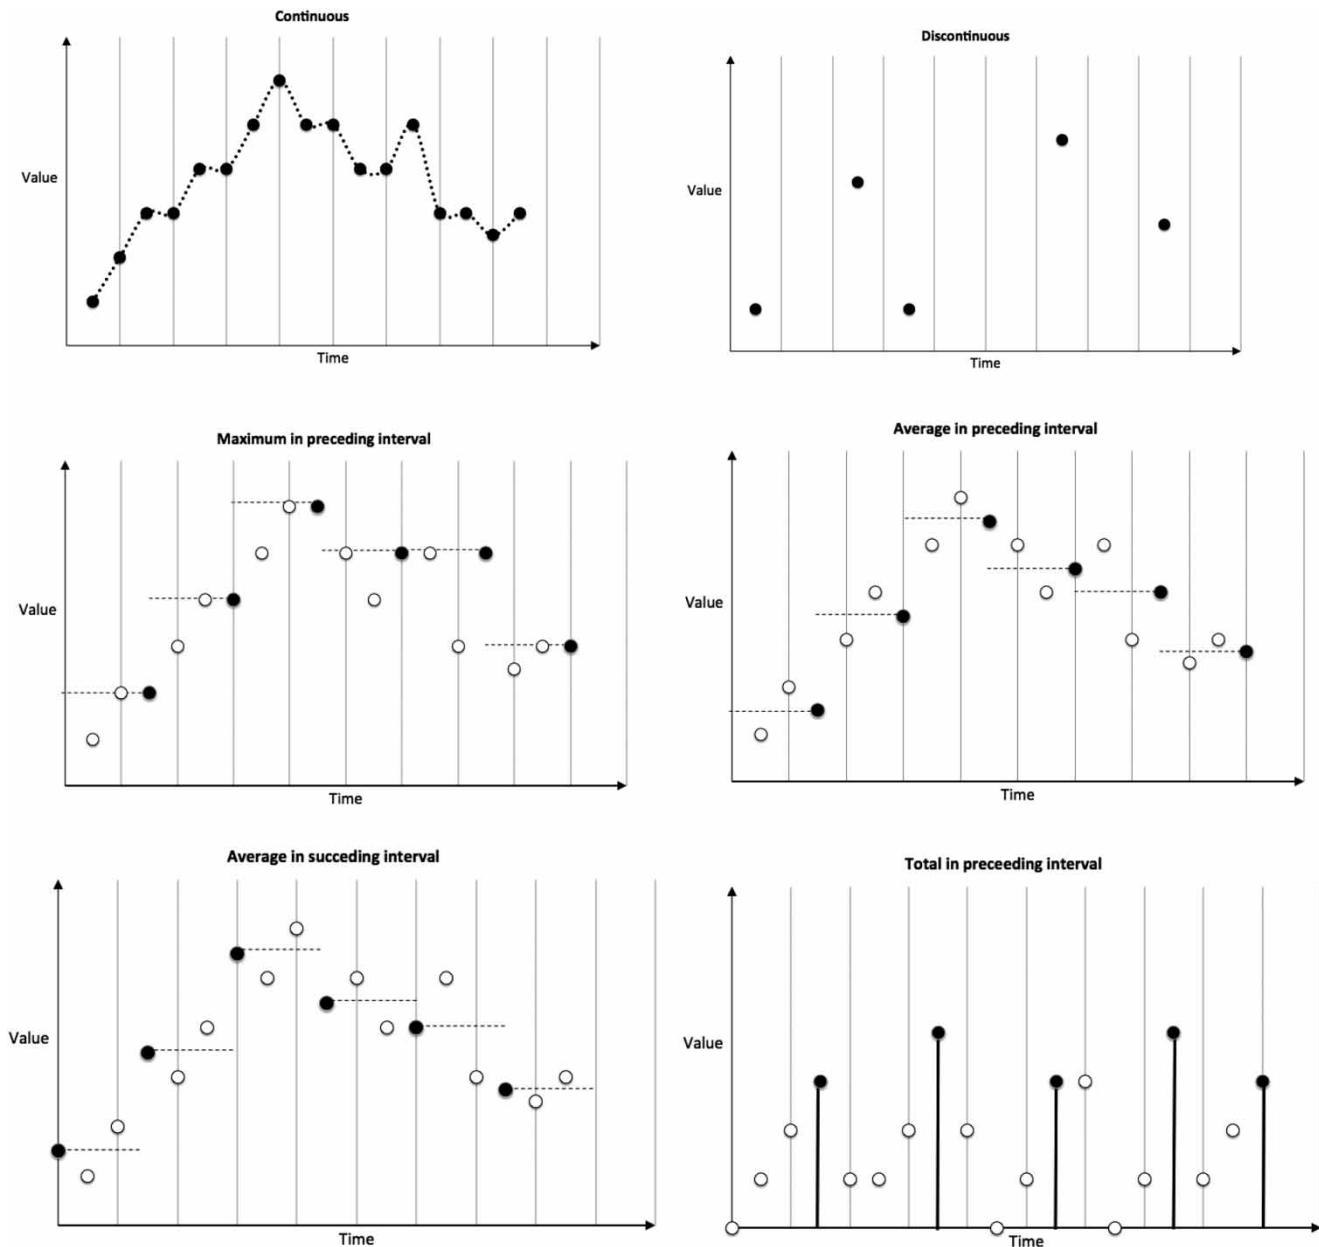 Continuous
Value
Time
Discontinuous
Value
Time
Maximum in preceding interval
Value
Time
Average in preceding interval
Value
Time
Average in succeding interval
Value
Time
Total in preceeding interval
Value
Time